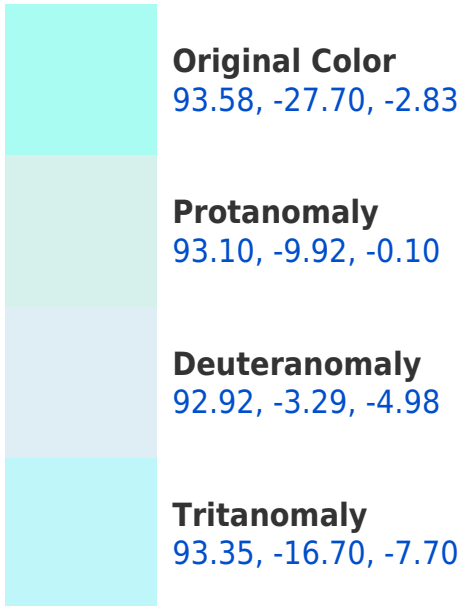 Original Color
93.58, -27.70, -2.83
Protanomaly
93.10, -9.92, -0.10
Deuteranomaly
92.92, -3.29, -4.98
Tritanomaly
93.35, -16.70, -7.70